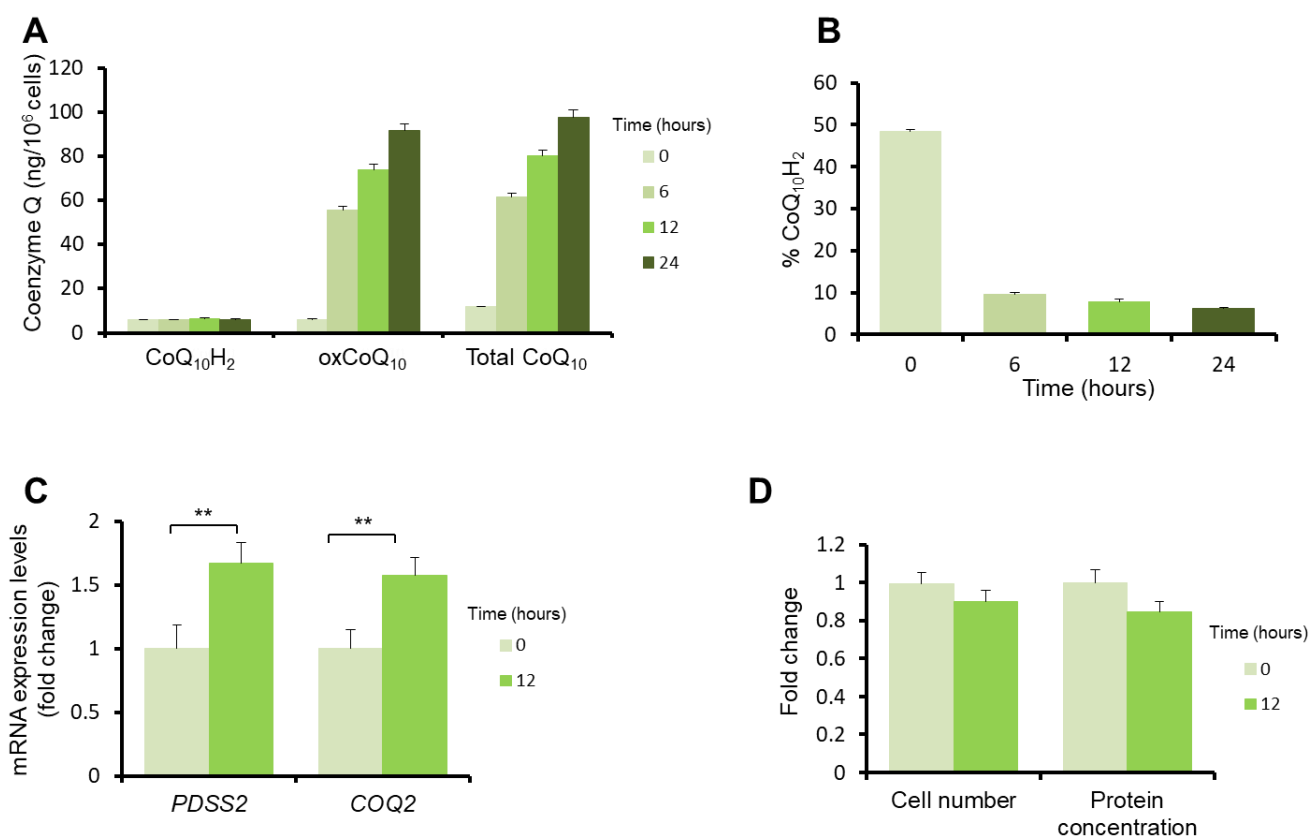 A
Coenzyme Q (ng/10⁶ cells)
120
100
80
60
40
20
0
CoQ₁₀H₂
oxCoQ₁₀
Total CoQ₁₀
Time (hours)
0
6
12
24
B
% CoQ₁₀H₂
60
50
40
30
20
10
0
0
6
12
24
Time (hours)
C
mRNA expression levels
(fold change)
2
1.5
1
0.5
0
**
**
PDSS2
COQ2
Time (hours)
0
12
D
Fold change
1.2
1
0.8
0.6
0.4
0.2
0
Cell number
Protein
concentration
Time (hours)
0
12